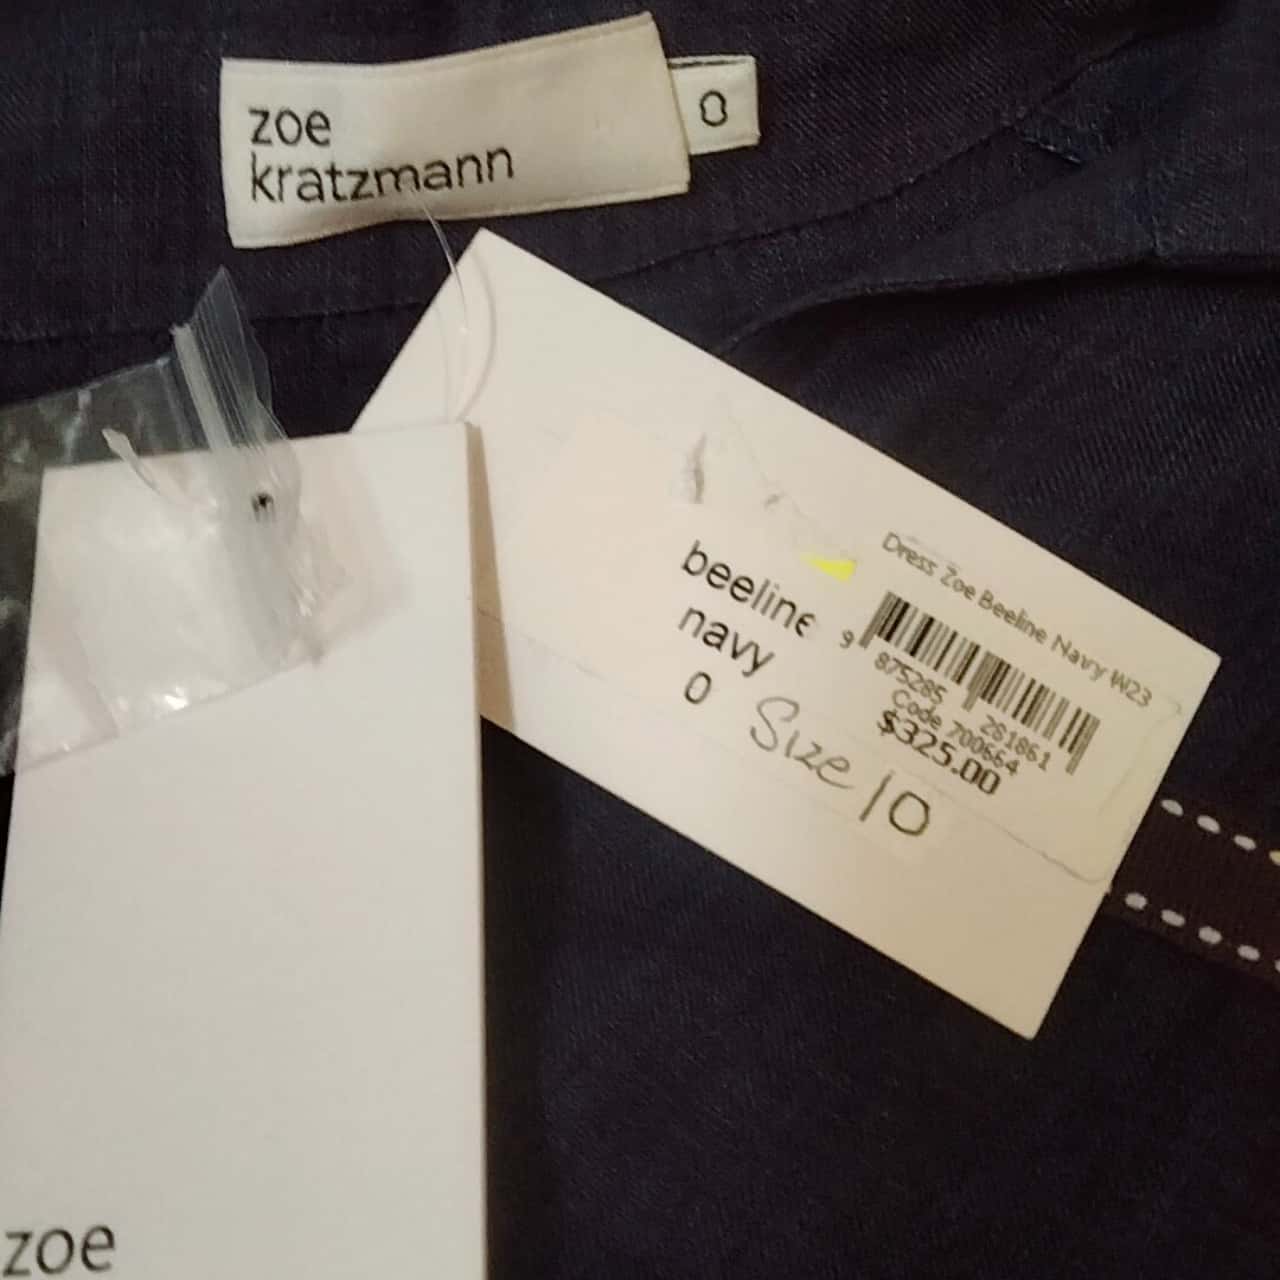 zoe
kratzmann
0
Dress Zoe Beeline Navy W23
9 875285 281861
Code 700664
$325.00
beeline
navy
0
Size 10
zoe